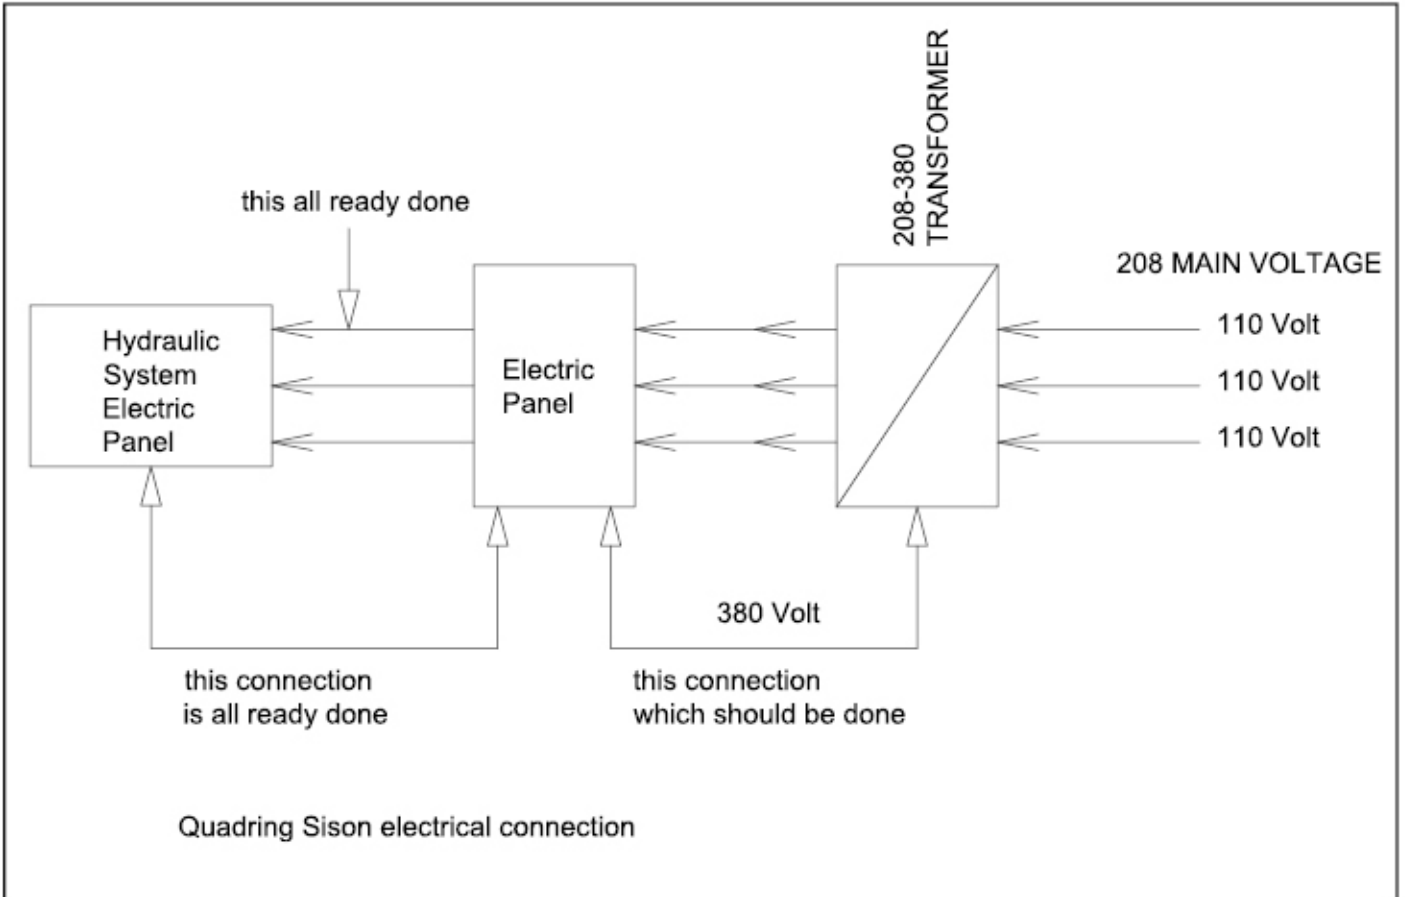 208-380
TRANSFORMER
this all ready done
208 MAIN VOLTAGE
110 Volt
Hydraulic
System
Electric
Panel
Electric
Panel
110 Volt
110 Volt
380 Volt
this connection
is all ready done
this connection
which should be done
Quadring Sison electrical connection